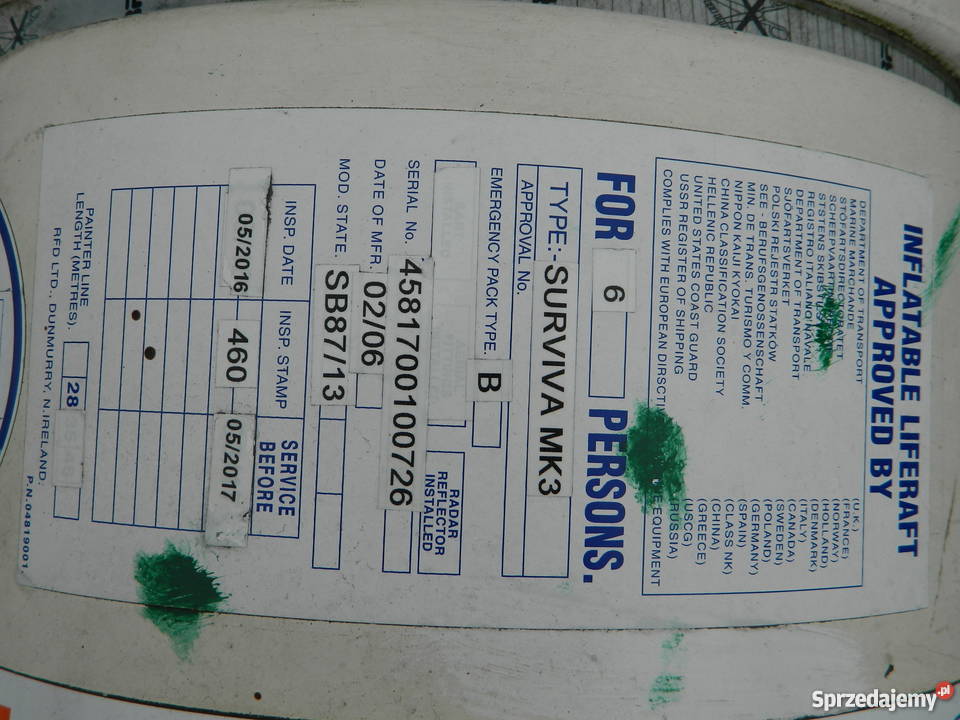 INFLATABLE LIFERAFT
APPROVED BY
DEPARTMENT OF TRANSPORT (U.K.)
MARINE MARCHANDE (FRANCE)
STOFARTSDIRECTORATET (NORWAY)
SCHEEPVAART (HOLLAND)
STATENS SKIBSTILSYN (DENMARK)
REGISTRO ITALIANO NAVALE (ITALY)
DEPARTMENT OF TRANSPORT (CANADA)
SJOFARTSVERKET (SWEDEN)
POLSKI REJESTR STATKÓW (POLAND)
SEE - BERUFSGENOSSENSCHAFT (GERMANY)
MIN. DE TRANS. TURISMO Y COMM. (SPAIN)
NIPPON KAIJI KYOKAI (CLASS NK)
CHINA CLASSIFICATION SOCIETY (CHINA)
HELLENIC REPUBLIC (GREECE)
UNITED STATES COAST GUARD (USCG)
USSR REGISTER OF SHIPPING (RUSSIA)
COMPLIES WITH EUROPEAN DIRECTIVE EQUIPMENT
FOR 6 PERSONS.
TYPE:- SURVIVA MK3
APPROVAL No.
EMERGENCY PACK TYPE. B
RADAR
REFLECTOR
INSTALLED
SERIAL No. 4581700100726
DATE OF MFR. 02/06
MOD. STATE. SB87/13
INSP. DATE INSP. STAMP SERVICE BEFORE
05/2016 460 05/2017
PAINTER LINE
LENGTH (METRES). 28
RFD LTD., DUNMURRY, N.IRELAND. P.N.04819001.
Sprzedajemy.pl